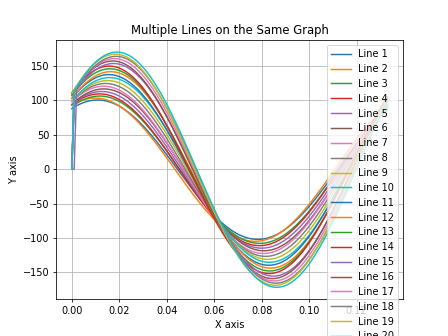 Multiple Lines on the Same Graph
Y axis
150
100
50
0
−50
−100
−150
0.00 0.02 0.04 0.06 0.08 0.10
X axis
Line 1
Line 2
Line 3
Line 4
Line 5
Line 6
Line 7
Line 8
Line 9
Line 10
Line 11
Line 12
Line 13
Line 14
Line 15
Line 16
Line 17
Line 18
Line 19
Line 20